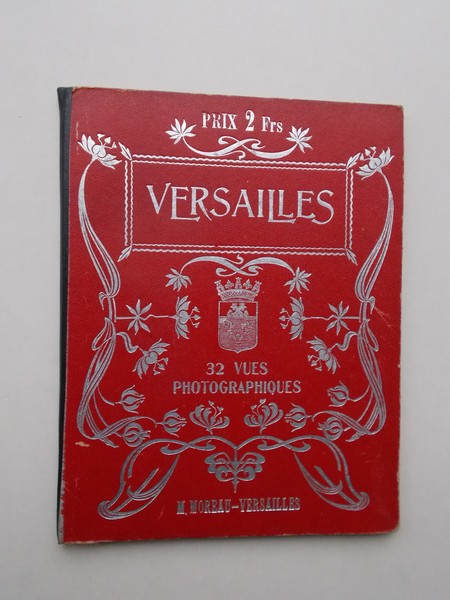 PRIX 2 Frs
VERSAILLES
32 VUES
PHOTOGRAPHIQUES
M. MOREAU-VERSAILLES